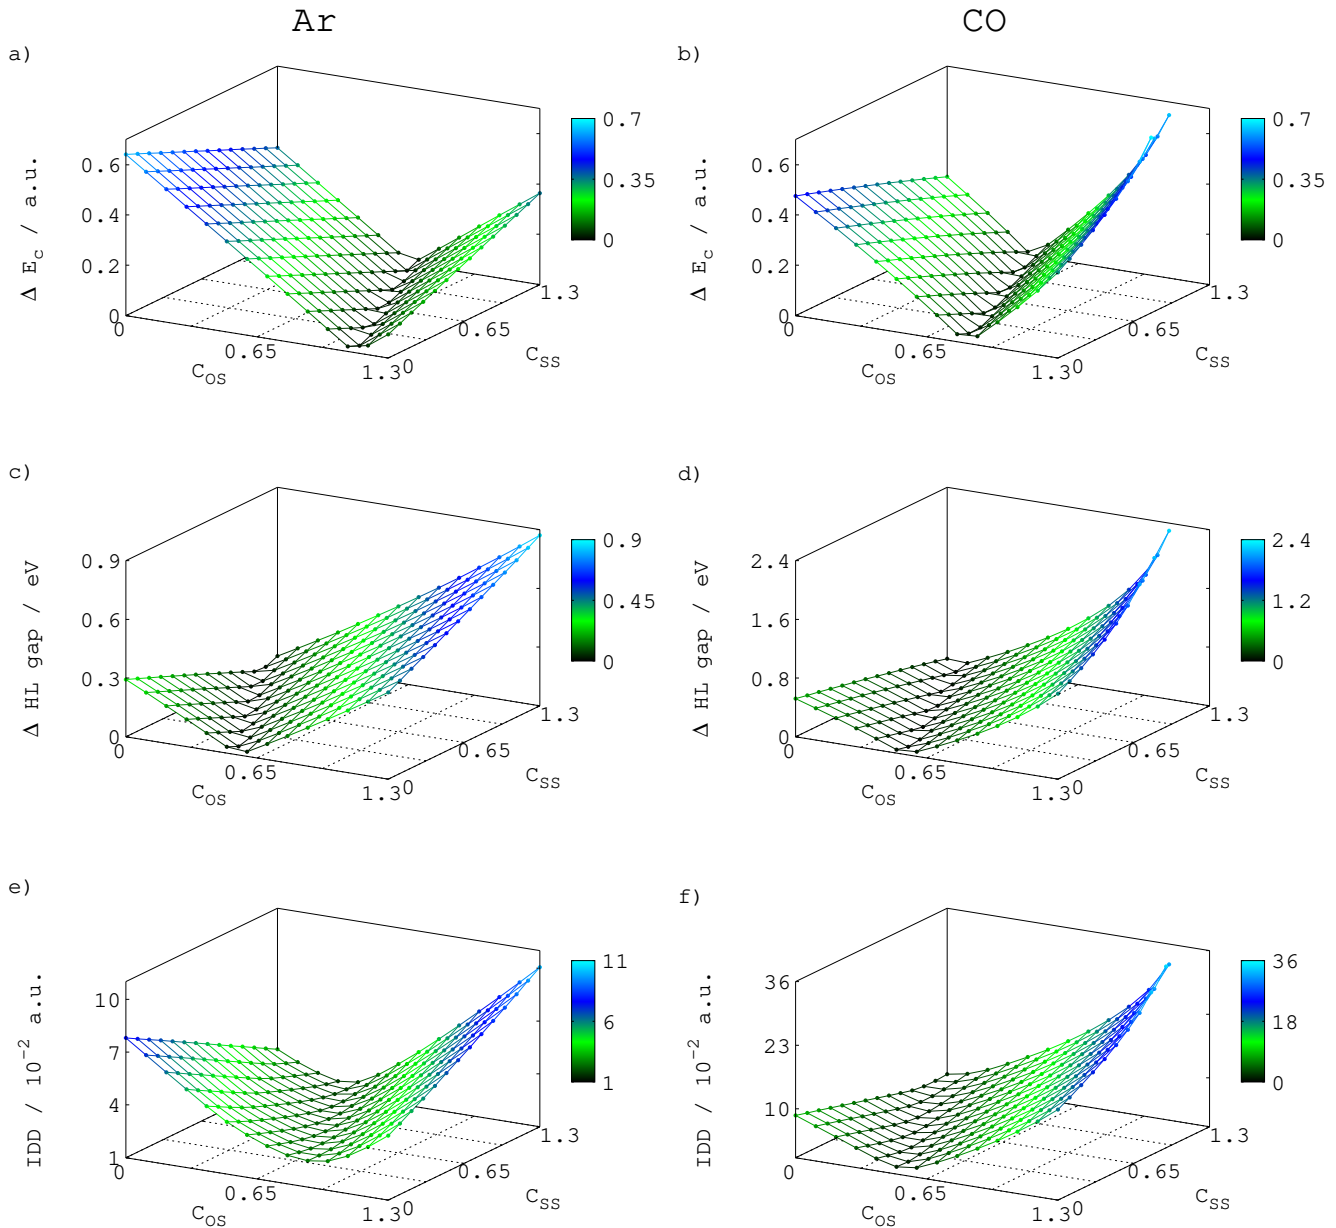 Ar
CO
a)
Δ E_c / a.u.
0.6
0.4
0.2
0
0
0.65
1.3
C_OS
0
0.65
1.3
C_SS
0.7
0.35
0
b)
Δ E_c / a.u.
0.6
0.4
0.2
0
0
0.65
1.3
C_OS
0
0.65
1.3
C_SS
0.7
0.35
0
c)
Δ HL gap / eV
0.9
0.6
0.3
0
0
0.65
1.3
C_OS
0
0.65
1.3
C_SS
0.9
0.45
0
d)
Δ HL gap / eV
2.4
1.6
0.8
0
0
0.65
1.3
C_OS
0
0.65
1.3
C_SS
2.4
1.2
0
e)
IDD / 10⁻² a.u.
10
7
4
1
0
0.65
1.3
C_OS
0
0.65
1.3
C_SS
11
6
1
f)
IDD / 10⁻² a.u.
36
23
10
0
0.65
1.3
C_OS
0
0.65
1.3
C_SS
36
18
0